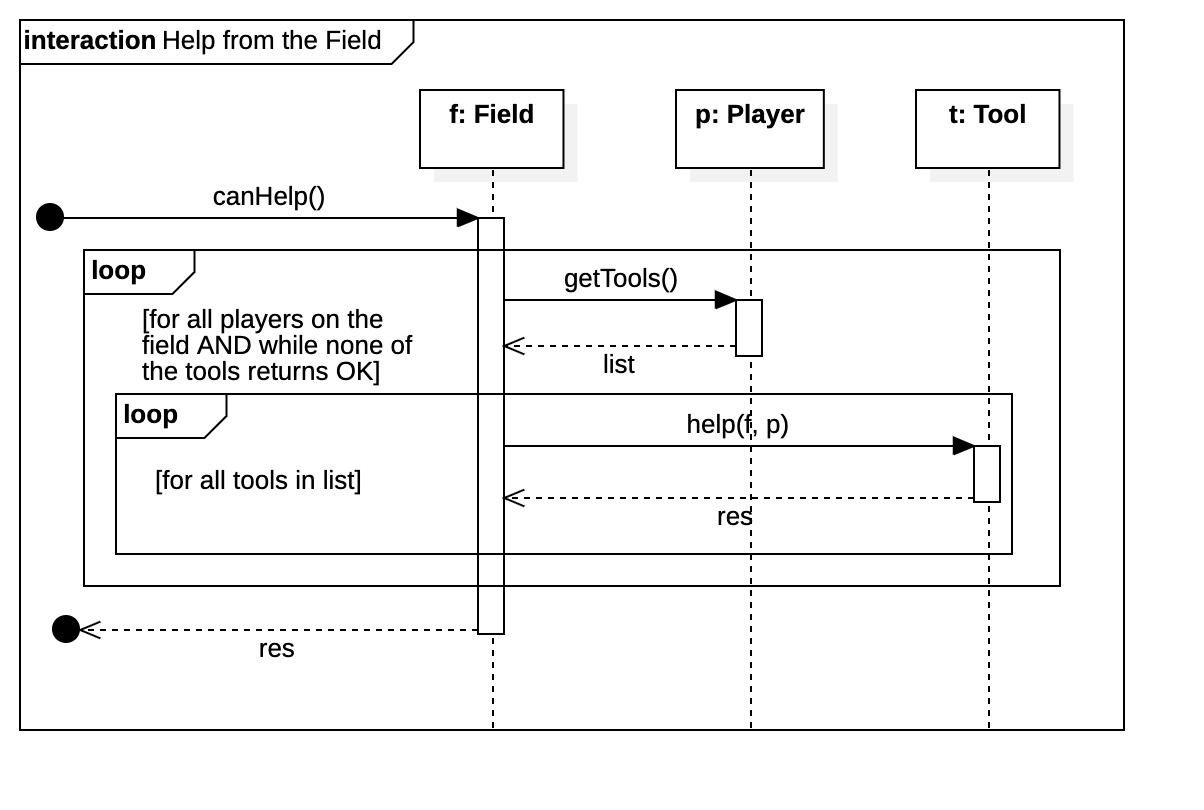 interaction Help from the Field
f: Field
p: Player
t: Tool
canHelp()
loop
getTools()
[for all players on the
field AND while none of
the tools returns OK]
list
loop
help(f, p)
[for all tools in list]
res
res